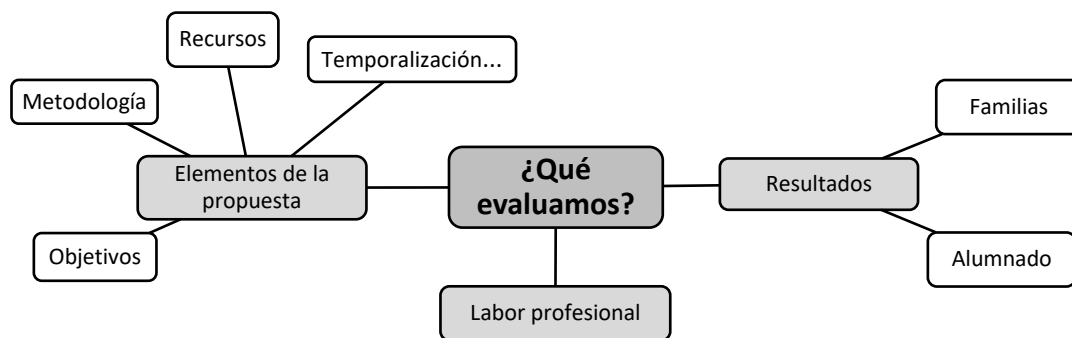 Recursos
Temporalización...
Metodología
Familias
Elementos de la
propuesta
¿Qué
evaluamos?
Resultados
Objetivos
Alumnado
Labor profesional